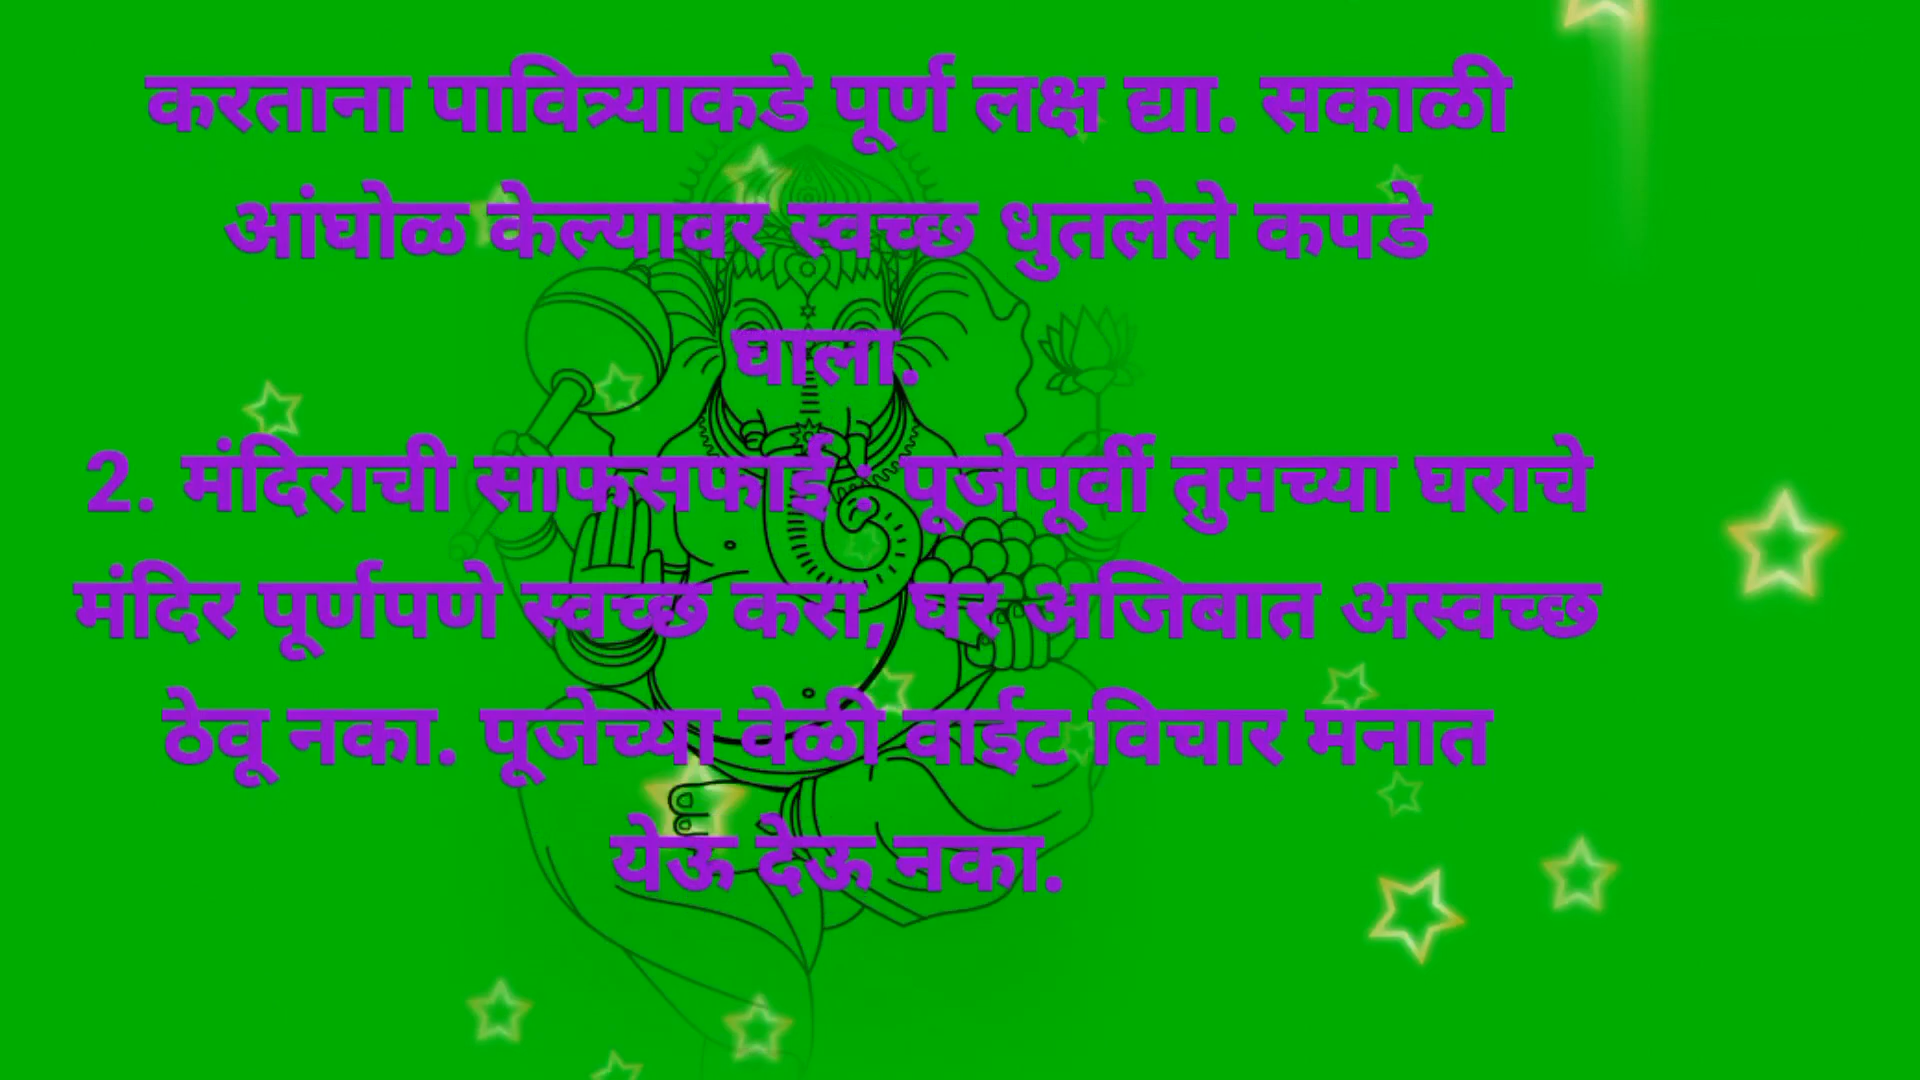 करताना पावित्र्याकडे पूर्ण लक्ष द्या. सकाळी
आंघोळ केल्यावर स्वच्छ धुतलेले कपडे
घाला.
2. मंदिराची साफसफाई : पूजेपूर्वी तुमच्या घराचे
मंदिर पूर्णपणे स्वच्छ करा, घर अजिबात अस्वच्छ
ठेवू नका. पूजेच्या वेळी वाईट विचार मनात
येऊ देऊ नका.